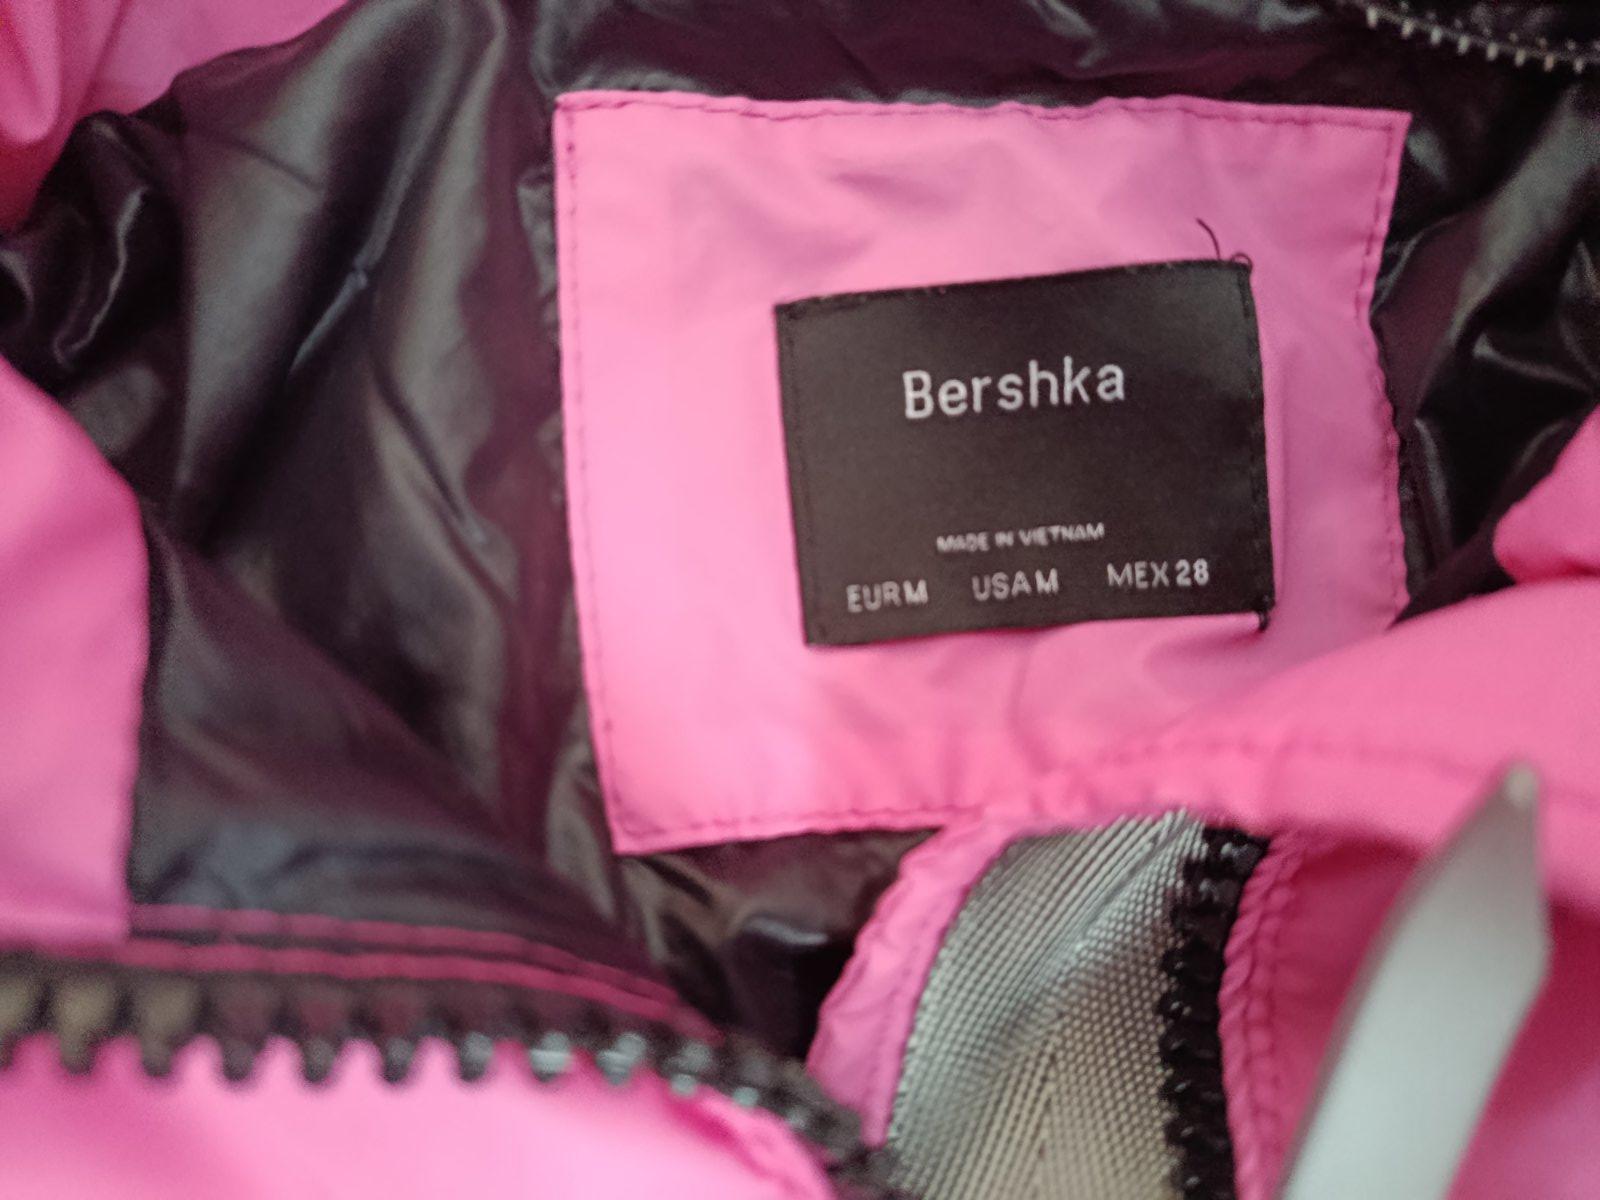 Bershka
MADE IN VIETNAM
EUR M USA M MEX 28